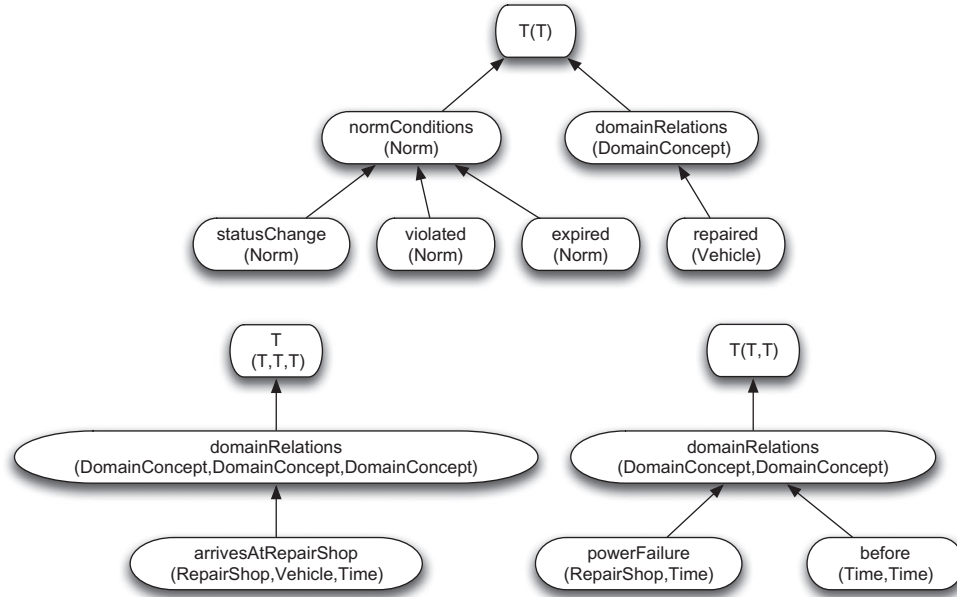 T(T)
normConditions
(Norm)
domainRelations
(DomainConcept)
statusChange
(Norm)
violated
(Norm)
expired
(Norm)
repaired
(Vehicle)
T
(T,T,T)
T(T,T)
domainRelations
(DomainConcept,DomainConcept,DomainConcept)
domainRelations
(DomainConcept,DomainConcept)
arrivesAtRepairShop
(RepairShop,Vehicle,Time)
powerFailure
(RepairShop,Time)
before
(Time,Time)